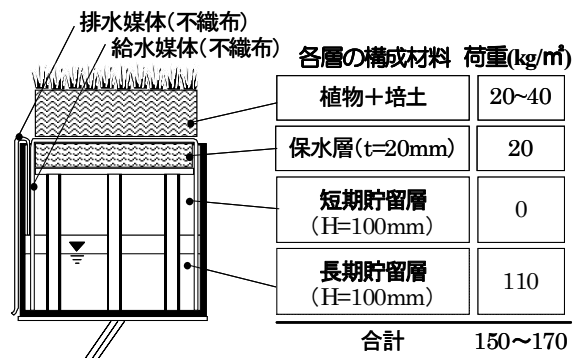 排水媒体(不織布)
給水媒体(不織布)
各層の構成材料 荷重(kg/㎡)
植物＋培土 20~40
保水層(t=20mm) 20
短期貯留層 0
(H=100mm)
長期貯留層 110
(H=100mm)
合計 150～170